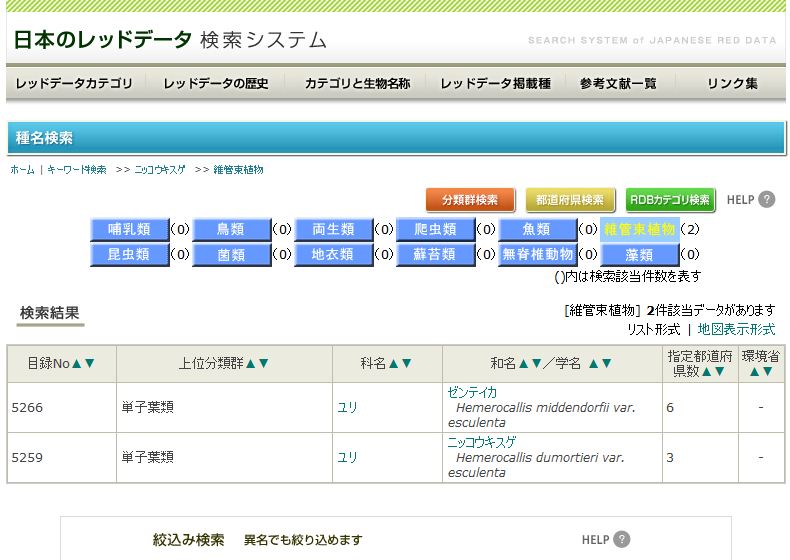 日本のレッドデータ 検索システム SEARCH SYSTEM of JAPANESE RED DATA
レッドデータカテゴリ レッドデータの歴史 カテゴリと生物名称 レッドデータ掲載種 参考文献一覧 リンク集
種名検索
ホーム | キーワード検索 >> ニッコウキスゲ >> 維管束植物
分類群検索 都道府県検索 RDBカテゴリ検索 HELP ?
哺乳類 (0) 鳥類 (0) 両生類 (0) 爬虫類 (0) 魚類 (0) 維管束植物 (2)
昆虫類 (0) 菌類 (0) 地衣類 (0) 蘚苔類 (0) 無脊椎動物 (0) 藻類 (0)
()内は検索該当件数を表す
検索結果 [維管束植物] 2件該当データがあります
リスト形式 | 地図表示形式
目録No▲▼ 上位分類群▲▼ 科名▲▼ 和名▲▼／学名 ▲▼ 指定都道府県数▲▼ 環境省▲▼
5266 単子葉類 ユリ ゼンテイカ 6 -
Hemerocallis middendorfii var.
esculenta
5259 単子葉類 ユリ ニッコウキスゲ 3 -
Hemerocallis dumortieri var.
esculenta
絞込み検索 異名でも絞り込めます HELP ?